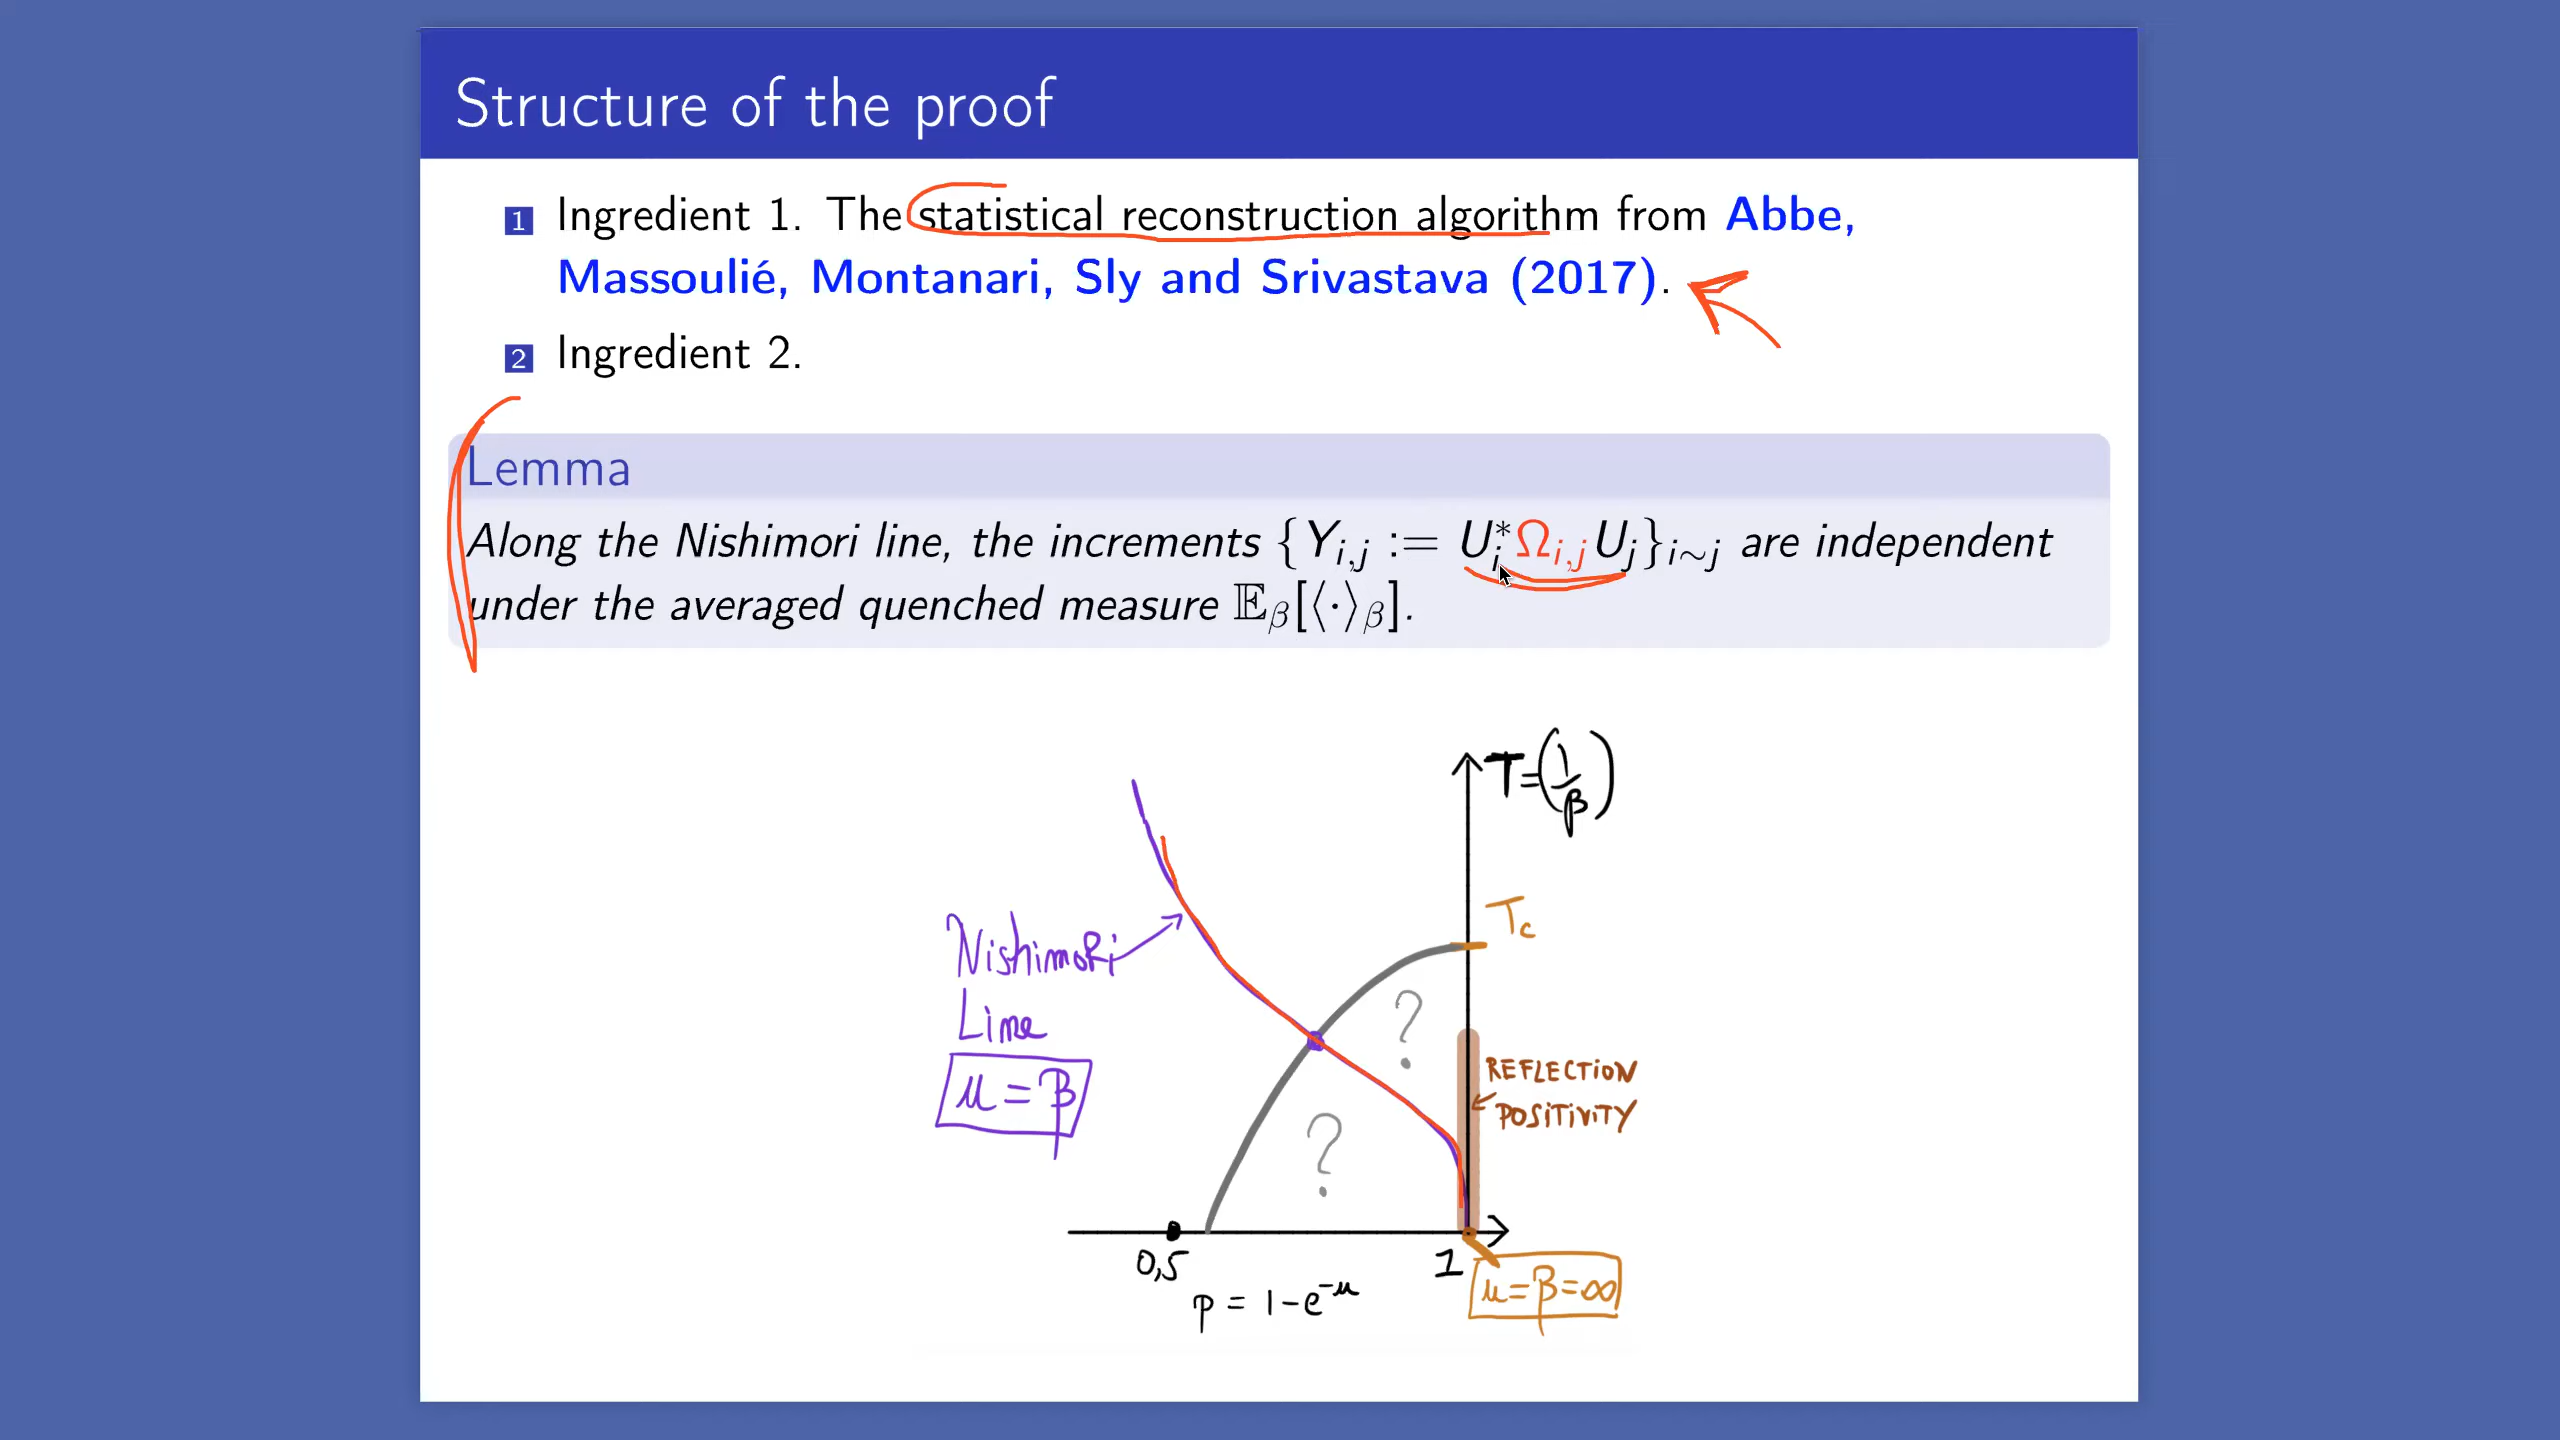 Structure of the proof
1 Ingredient 1. The statistical reconstruction algorithm from Abbe,
Massoulié, Montanari, Sly and Srivastava (2017).
2 Ingredient 2.
Lemma
Along the Nishimori line, the increments {Y_{i,j} := U_i^*Ω_{i,j}U_j}_{i∼j} are independent
under the averaged quenched measure 𝔼_β[⟨·⟩_β].
T=(1/β)
Tc
Nishimori
Line
μ=β
?
?
REFLECTION
POSITIVITY
0,5
1
μ=β=∞
p = 1-e^{-μ}